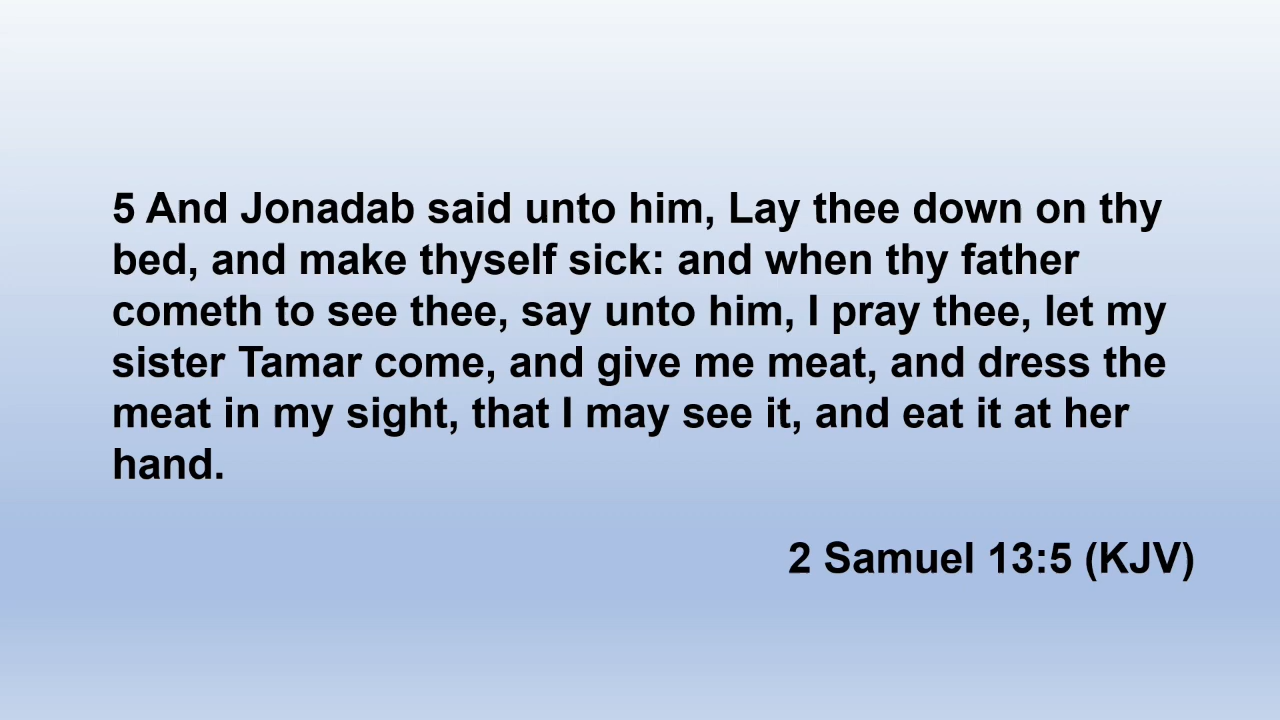 5 And Jonadab said unto him, Lay thee down on thy
bed, and make thyself sick: and when thy father
cometh to see thee, say unto him, I pray thee, let my
sister Tamar come, and give me meat, and dress the
meat in my sight, that I may see it, and eat it at her
hand.
2 Samuel 13:5 (KJV)